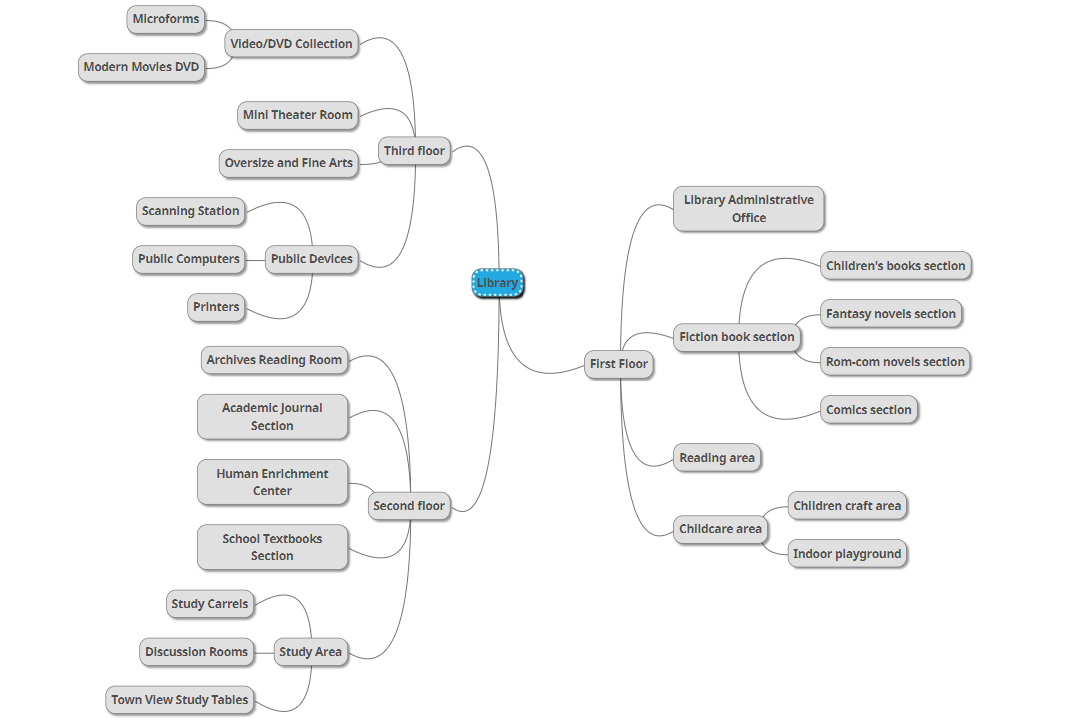 Microforms
Video/DVD Collection
Modern Movies DVD
Mini Theater Room
Third floor
Oversize and Fine Arts
Scanning Station
Public Computers
Public Devices
Printers
Library
Library Administrative
Office
Children's books section
Fantasy novels section
Fiction book section
Rom-com novels section
First Floor
Comics section
Reading area
Children craft area
Childcare area
Indoor playground
Archives Reading Room
Academic Journal
Section
Human Enrichment
Center
Second floor
School Textbooks
Section
Study Carrels
Discussion Rooms
Study Area
Town View Study Tables